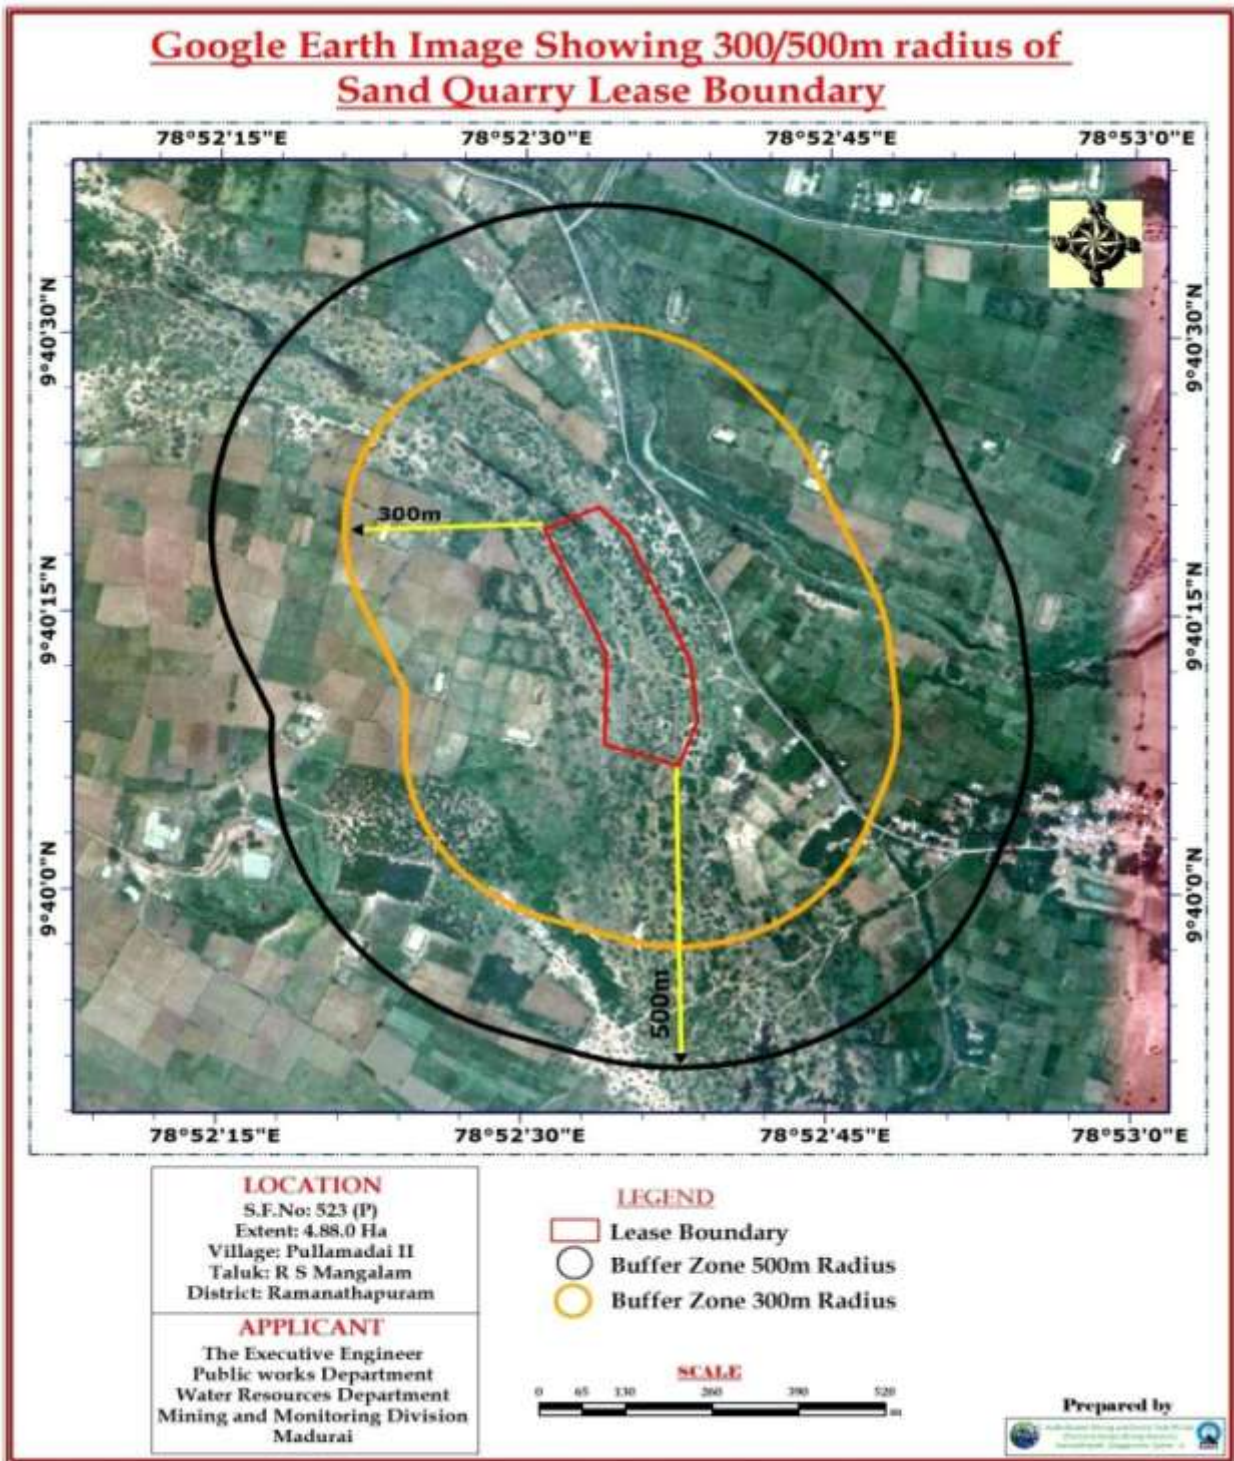 Google Earth Image Showing 300/500m radius of
Sand Quarry Lease Boundary
78°52'15"E 78°52'30"E 78°52'45"E 78°53'0"E
9°40'30"N
9°40'30"N
300m
9°40'15"N
9°40'15"N
9°40'0"N
9°40'0"N
500m
78°52'15"E 78°52'30"E 78°52'45"E 78°53'0"E
LOCATION
S.F.No: 523 (P)
Extent: 4.88.0 Ha
Village: Pullamadai II
Taluk: R S Mangalam
District: Ramanathapuram
APPLICANT
The Executive Engineer
Public works Department
Water Resources Department
Mining and Monitoring Division
Madurai
LEGEND
Lease Boundary
Buffer Zone 500m Radius
Buffer Zone 300m Radius
SCALE
0 65 130 260 390 520
m
Prepared by